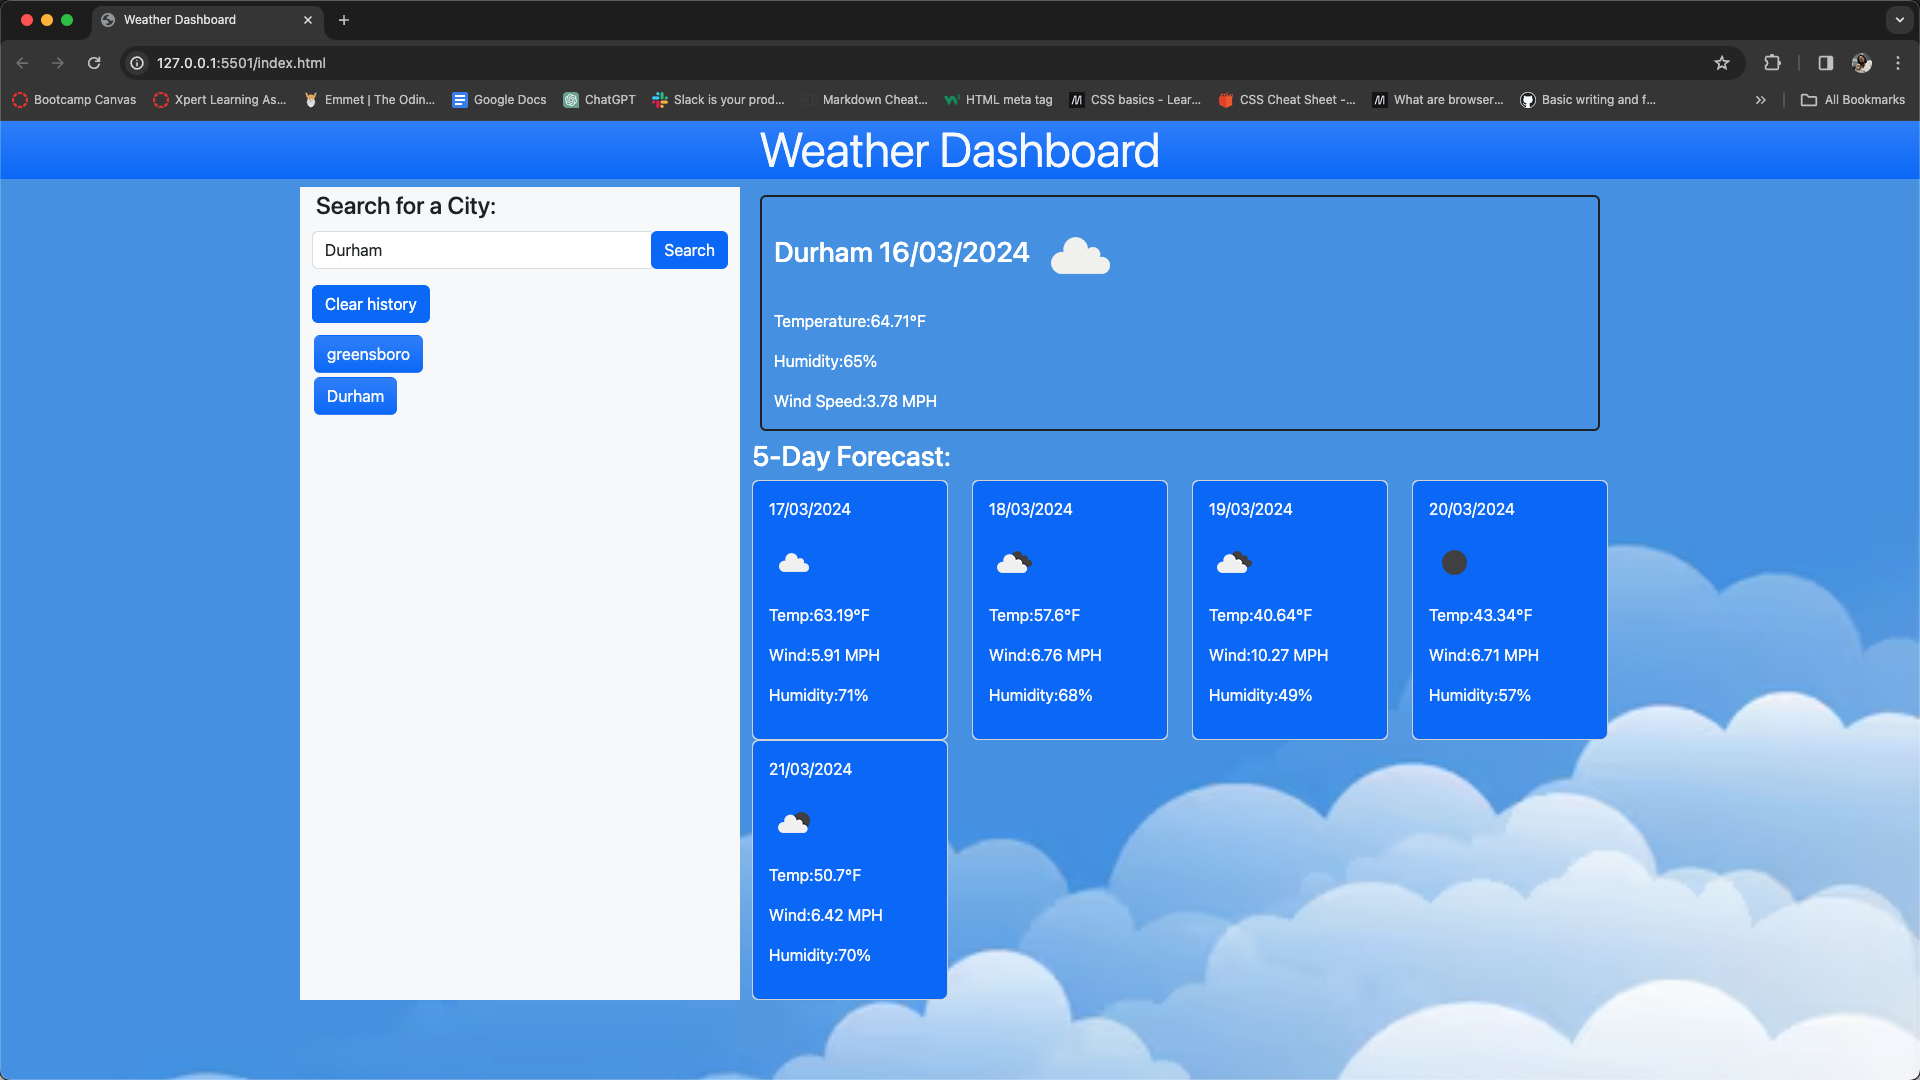 Weather Dashboard
127.0.0.1:5501/index.html
Bootcamp Canvas
Xpert Learning As...
Emmet | The Odin...
Google Docs
ChatGPT
Slack is your prod...
Markdown Cheat...
HTML meta tag
CSS basics - Lear...
CSS Cheat Sheet -...
What are browser...
Basic writing and f...
All Bookmarks
Weather Dashboard
Search for a City:
Durham
Search
Clear history
greensboro
Durham
Durham 16/03/2024
Temperature:64.71°F
Humidity:65%
Wind Speed:3.78 MPH
5-Day Forecast:
17/03/2024
Temp:63.19°F
Wind:5.91 MPH
Humidity:71%
18/03/2024
Temp:57.6°F
Wind:6.76 MPH
Humidity:68%
19/03/2024
Temp:40.64°F
Wind:10.27 MPH
Humidity:49%
20/03/2024
Temp:43.34°F
Wind:6.71 MPH
Humidity:57%
21/03/2024
Temp:50.7°F
Wind:6.42 MPH
Humidity:70%